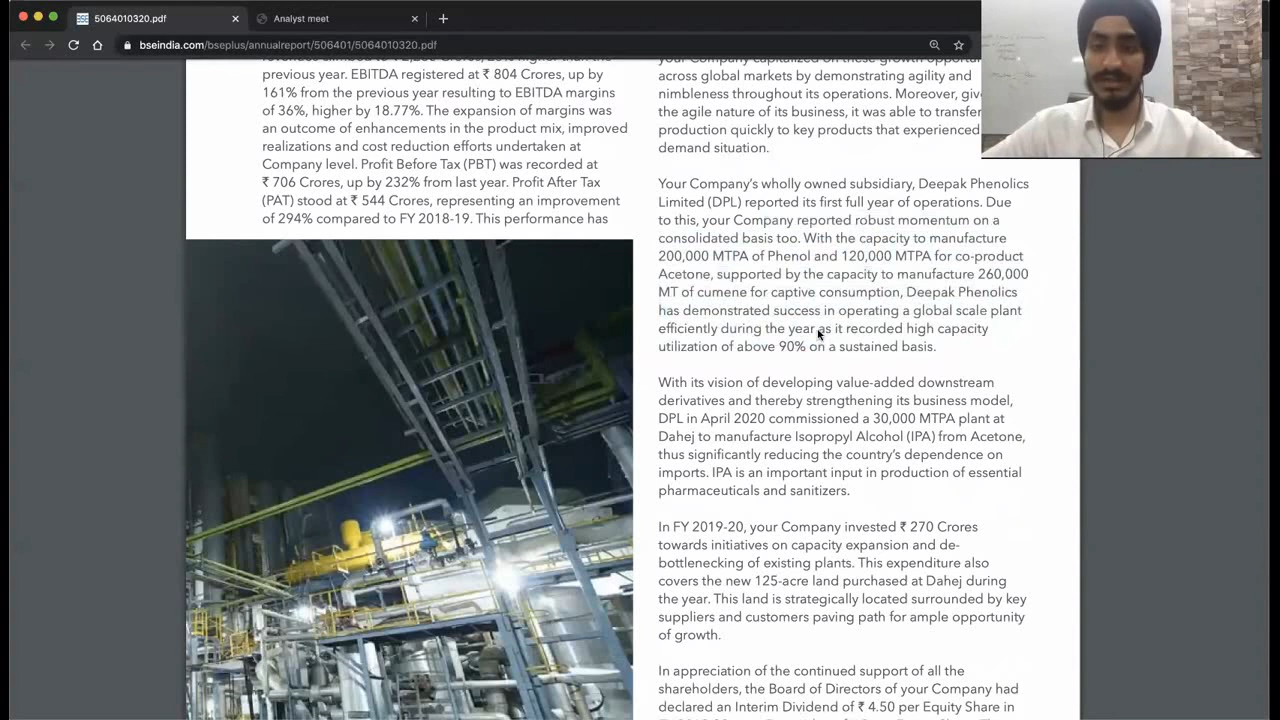 5064010320.pdf
Analyst meet
bseindia.com/bseplus/annualreport/506401/5064010320.pdf
previous year. EBITDA registered at ₹ 804 Crores, up by
161% from the previous year resulting to EBITDA margins
of 36%, higher by 18.77%. The expansion of margins was
an outcome of enhancements in the product mix, improved
realizations and cost reduction efforts undertaken at
Company level. Profit Before Tax (PBT) was recorded at
₹ 706 Crores, up by 232% from last year. Profit After Tax
(PAT) stood at ₹ 544 Crores, representing an improvement
of 294% compared to FY 2018-19. This performance has
your Company capitalized on these growth
across global markets by demonstrating agility and
nimbleness throughout its operations. Moreover,
the agile nature of its business, it was able to transfer
production quickly to key products that experienced
demand situation.
Your Company's wholly owned subsidiary, Deepak Phenolics
Limited (DPL) reported its first full year of operations. Due
to this, your Company reported robust momentum on a
consolidated basis too. With the capacity to manufacture
200,000 MTPA of Phenol and 120,000 MTPA for co-product
Acetone, supported by the capacity to manufacture 260,000
MT of cumene for captive consumption, Deepak Phenolics
has demonstrated success in operating a global scale plant
efficiently during the year as it recorded high capacity
utilization of above 90% on a sustained basis.
With its vision of developing value-added downstream
derivatives and thereby strengthening its business model,
DPL in April 2020 commissioned a 30,000 MTPA plant at
Dahej to manufacture Isopropyl Alcohol (IPA) from Acetone,
thus significantly reducing the country's dependence on
imports. IPA is an important input in production of essential
pharmaceuticals and sanitizers.
In FY 2019-20, your Company invested ₹ 270 Crores
towards initiatives on capacity expansion and de-
bottlenecking of existing plants. This expenditure also
covers the new 125-acre land purchased at Dahej during
the year. This land is strategically located surrounded by key
suppliers and customers paving path for ample opportunity
of growth.
In appreciation of the continued support of all the
shareholders, the Board of Directors of your Company had
declared an Interim Dividend of ₹ 4.50 per Equity Share in